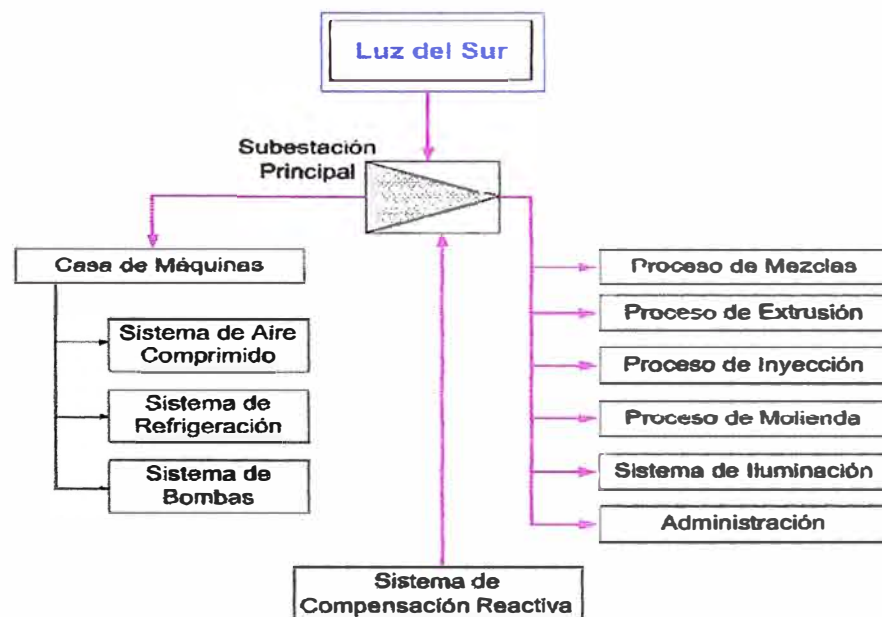 Luz del Sur
Subestación
Principal
Casa de Máquinas
Sistema de Aire
Comprimido
Sistema de
Refrigeración
Sistema de
Bombas
Proceso de Mezclas
Proceso de Extrusión
Proceso de Inyección
Proceso de Molienda
Sistema de Iluminación
Administración
Sistema de
Compensación Reactiva